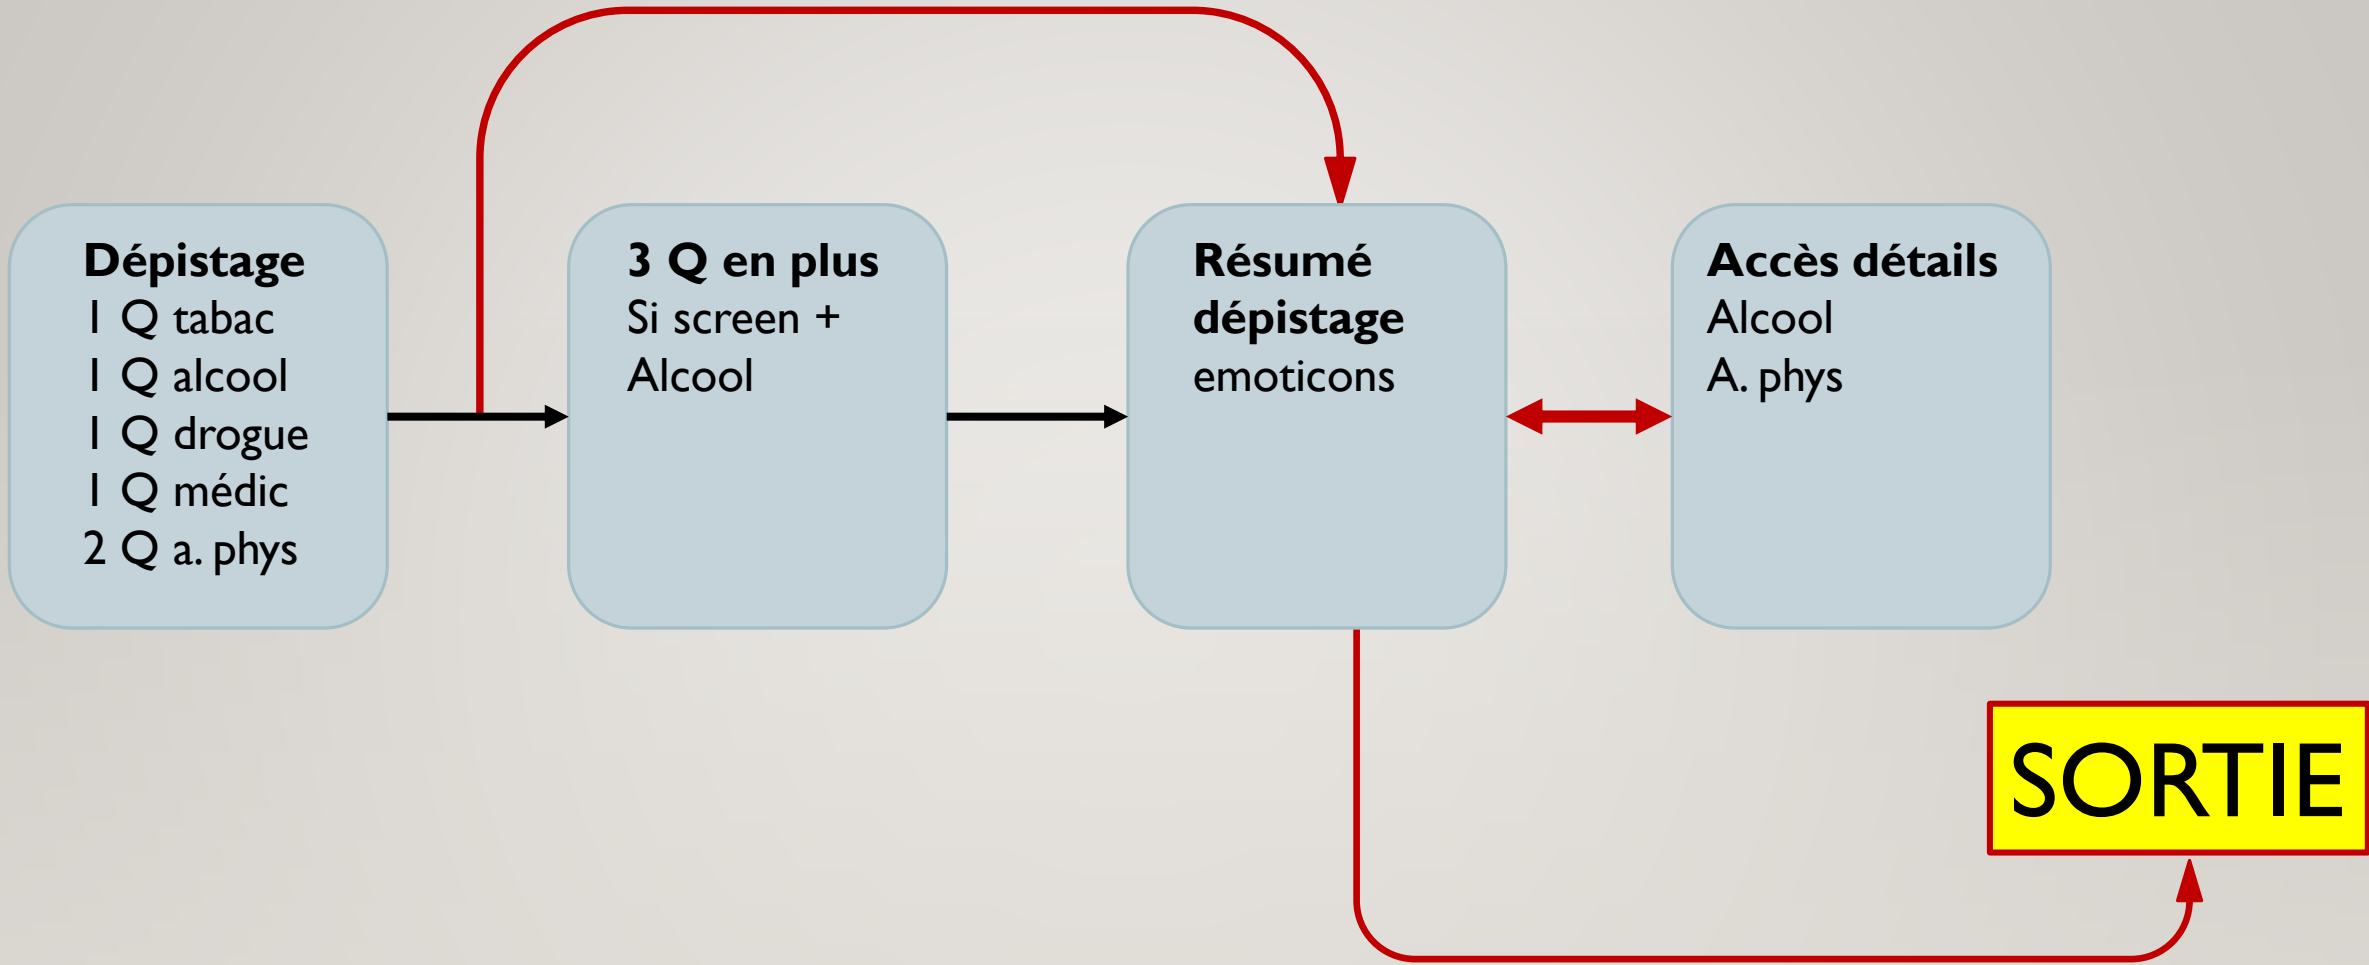 Dépistage
1 Q tabac
1 Q alcool
1 Q drogue
1 Q médic
2 Q a. phys
3 Q en plus
Si screen +
Alcool
Résumé
dépistage
emoticons
Accès détails
Alcool
A. phys
SORTIE